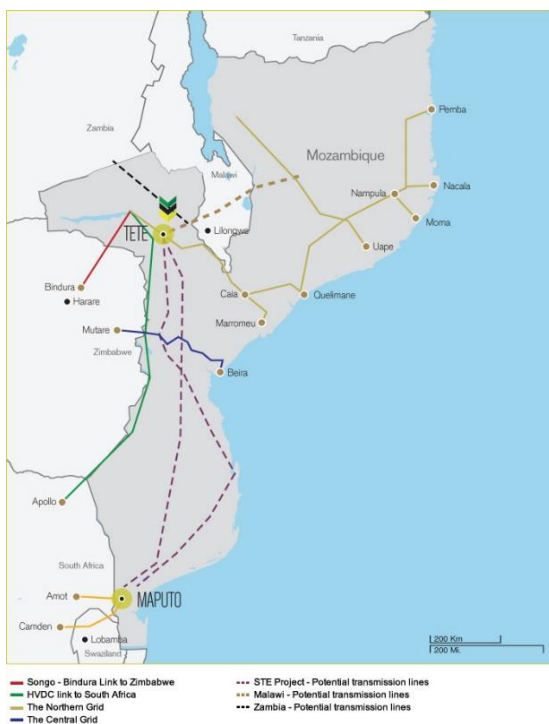 Tanzania
Zambia
Pemba
Mozambique
Malawi
Nampula
Nacala
Moma
Lilongwe
TETE
Uape
Bindura
Harare
Caia
Quelimane
Marromeu
Mutare
Zimbabwe
Beira
Apollo
South Africa
Amot
MAPUTO
Camden
Lobamba
Swaziland
200 Km
200 Mi.
Songo - Bindura Link to Zimbabwe
HVDC link to South Africa
The Northern Grid
The Central Grid
STE Project - Potential transmission lines
Malawi - Potential transmission lines
Zambia - Potential transmission lines